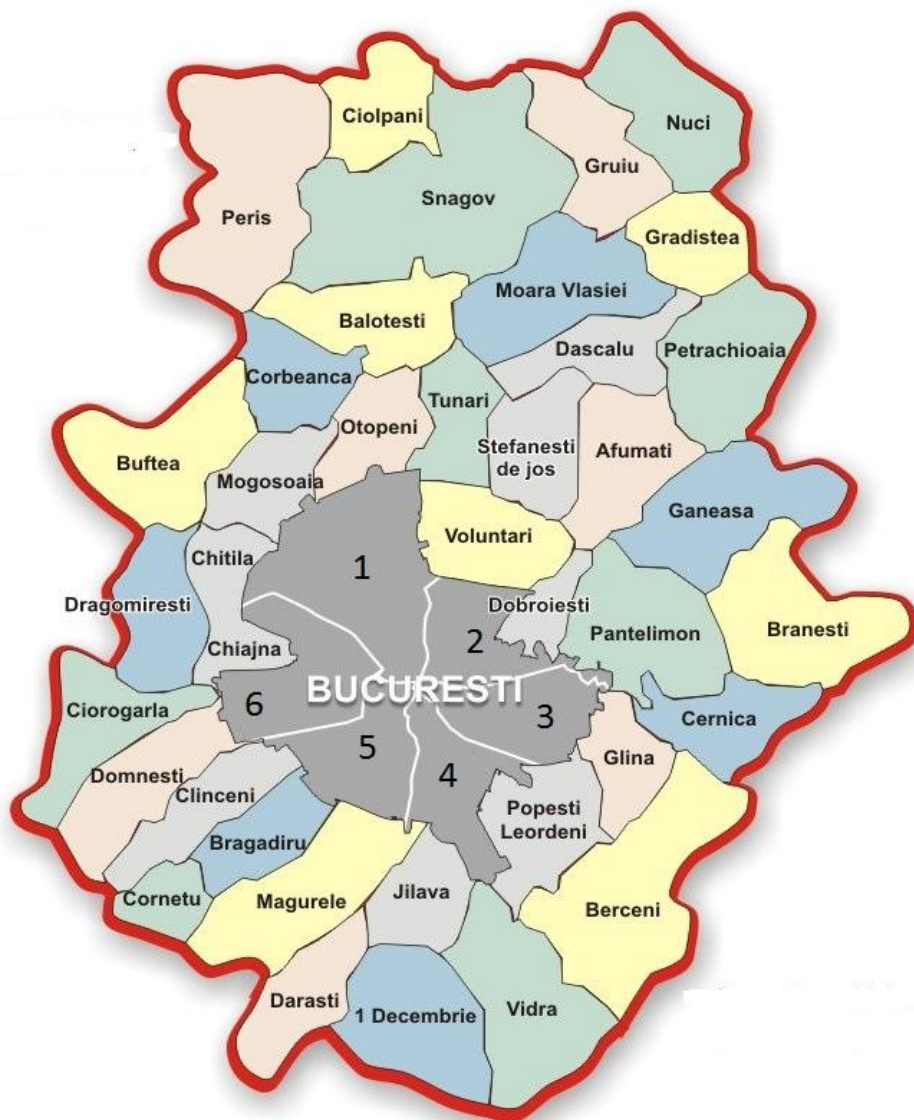 Ciolpani
Nuci
Gruiu
Snagov
Peris
Gradistea
Moara Vlasiei
Balotesti
Dascalu
Petrachioaia
Corbeanca
Tunari
Otopeni
Stefanesti
de jos
Afumati
Buftea
Mogosoaia
Ganeasa
Voluntari
Chitila
1
Dragomiresti
Dobroiesti
2
Pantelimon
Branesti
Chiajna
BUCURESTI
6
3
Ciorogarla
Cernica
5
4
Glina
Domnesti
Clinceni
Popesti
Leordeni
Bragadiru
Cornetu
Magurele
Jilava
Berceni
Darasti
1 Decembrie
Vidra